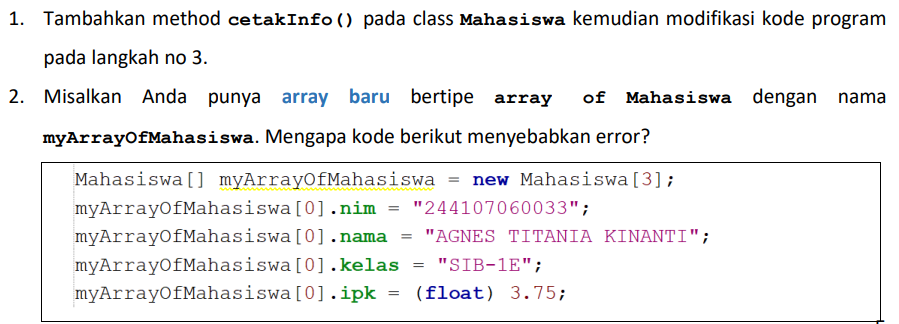 1. Tambahkan method cetakInfo() pada class Mahasiswa kemudian modifikasi kode program
pada langkah no 3.
2. Misalkan Anda punya array baru bertipe array of Mahasiswa dengan nama
myArrayOfMahasiswa. Mengapa kode berikut menyebabkan error?
Mahasiswa[] myArrayOfMahasiswa = new Mahasiswa[3];
myArrayOfMahasiswa[0].nim = "244107060033";
myArrayOfMahasiswa[0].nama = "AGNES TITANIA KINANTI";
myArrayOfMahasiswa[0].kelas = "SIB-1E";
myArrayOfMahasiswa[0].ipk = (float) 3.75;